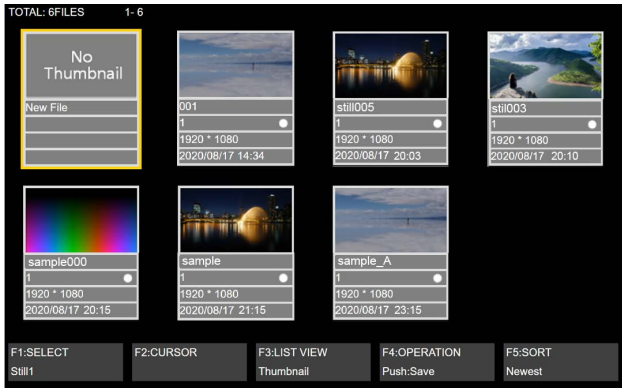 TOTAL: 6FILES 1- 6
No
Thumbnail
New File
001
1
1920 * 1080
2020/08/17 14:34
still005
1
1920 * 1080
2020/08/17 20:03
stil003
1
1920 * 1080
2020/08/17 20:10
sample000
1
1920 * 1080
2020/08/17 20:15
sample
1
1920 * 1080
2020/08/17 21:15
sample_A
1
1920 * 1080
2020/08/17 23:15
F1:SELECT
Still1
F2:CURSOR
F3:LIST VIEW
Thumbnail
F4:OPERATION
Push:Save
F5:SORT
Newest